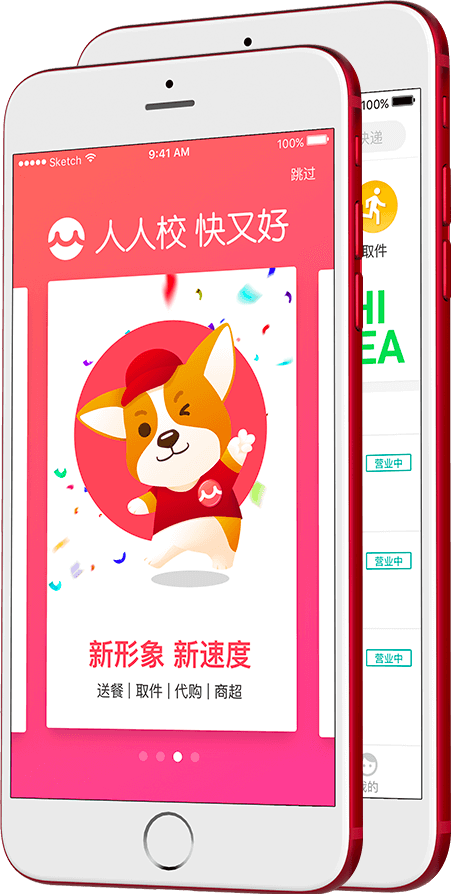 ●●●●● Sketch
9:41 AM
100%
跳过
人人校 快又好
新形象 新速度
送餐 | 取件 | 代购 | 商超
100%
快递
取件
HI
EA
营业中
营业中
营业中
的